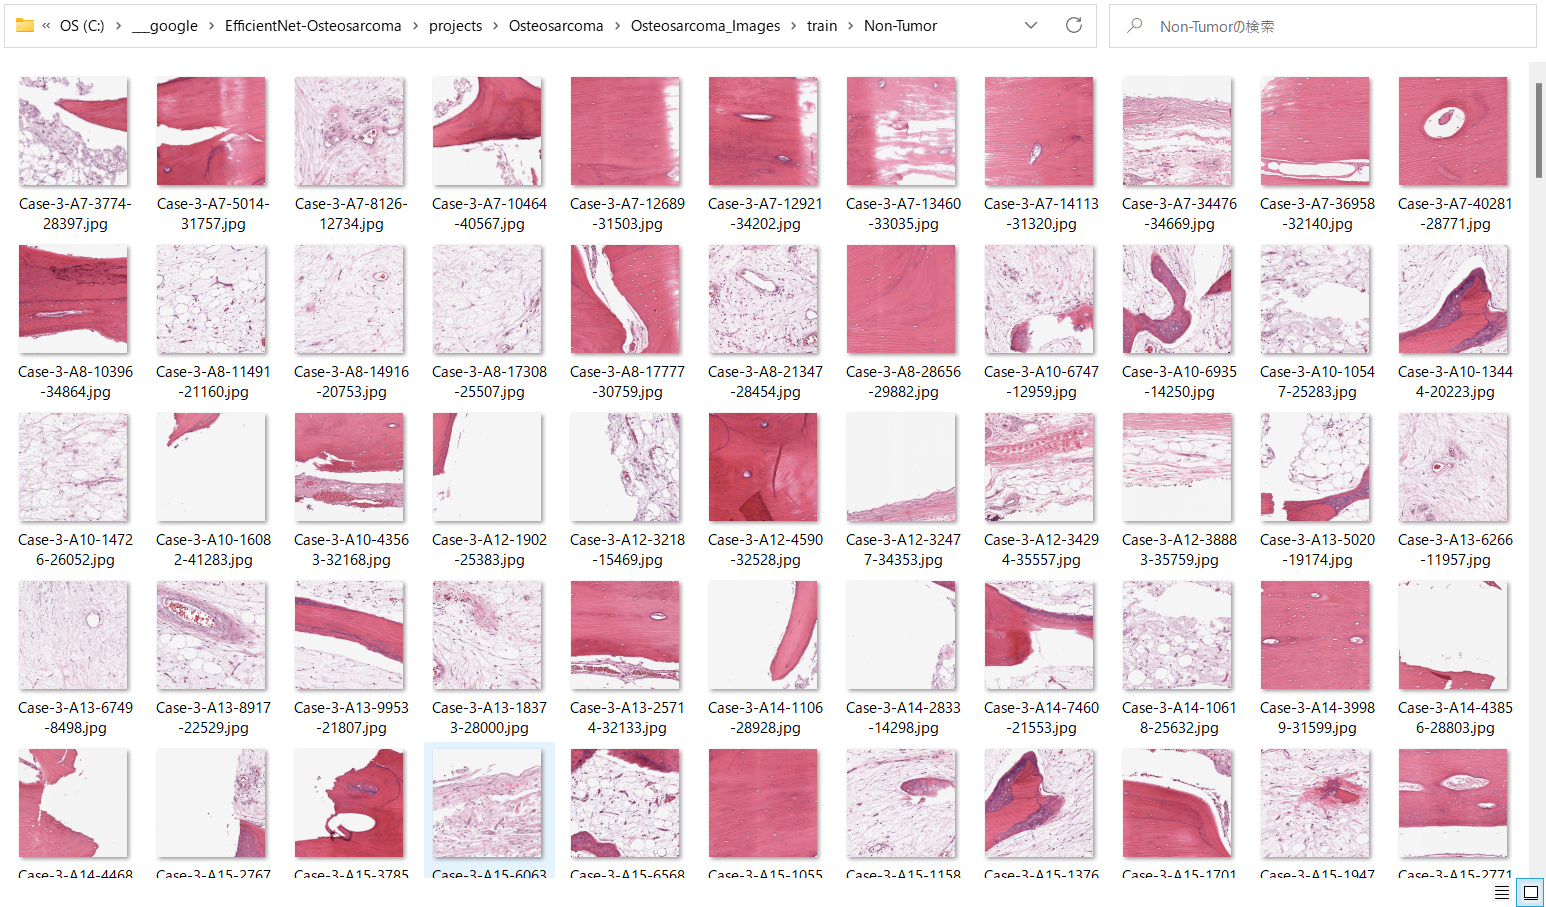 « OS (C:) › __google › EfficientNet-Osteosarcoma › projects › Osteosarcoma › Osteosarcoma_Images › train › Non-Tumor
Non-Tumorの検索
Case-3-A7-3774-28397.jpg
Case-3-A7-5014-31757.jpg
Case-3-A7-8126-12734.jpg
Case-3-A7-10464-40567.jpg
Case-3-A7-12689-31503.jpg
Case-3-A7-12921-34202.jpg
Case-3-A7-13460-33035.jpg
Case-3-A7-14113-31320.jpg
Case-3-A7-34476-34669.jpg
Case-3-A7-36958-32140.jpg
Case-3-A7-40281-28771.jpg
Case-3-A8-10396-34864.jpg
Case-3-A8-11491-21160.jpg
Case-3-A8-14916-20753.jpg
Case-3-A8-17308-25507.jpg
Case-3-A8-17777-30759.jpg
Case-3-A8-21347-28454.jpg
Case-3-A8-28656-29882.jpg
Case-3-A10-6747-12959.jpg
Case-3-A10-6935-14250.jpg
Case-3-A10-10547-25283.jpg
Case-3-A10-13444-20223.jpg
Case-3-A10-14726-26052.jpg
Case-3-A10-16082-41283.jpg
Case-3-A10-43563-32168.jpg
Case-3-A12-1902-25383.jpg
Case-3-A12-3218-15469.jpg
Case-3-A12-4590-32528.jpg
Case-3-A12-32477-34353.jpg
Case-3-A12-34294-35557.jpg
Case-3-A12-38883-35759.jpg
Case-3-A13-5020-19174.jpg
Case-3-A13-6266-11957.jpg
Case-3-A13-6749-8498.jpg
Case-3-A13-8917-22529.jpg
Case-3-A13-9953-21807.jpg
Case-3-A13-18373-28000.jpg
Case-3-A13-25714-32133.jpg
Case-3-A14-1106-28928.jpg
Case-3-A14-2833-14298.jpg
Case-3-A14-7460-21553.jpg
Case-3-A14-10618-25632.jpg
Case-3-A14-39989-31599.jpg
Case-3-A14-43856-28803.jpg
Case-3-A14-4468
Case-3-A15-2767
Case-3-A15-3785
Case-3-A15-6063
Case-3-A15-6568
Case-3-A15-1055
Case-3-A15-1158
Case-3-A15-1376
Case-3-A15-1701
Case-3-A15-1947
Case-3-A15-2771